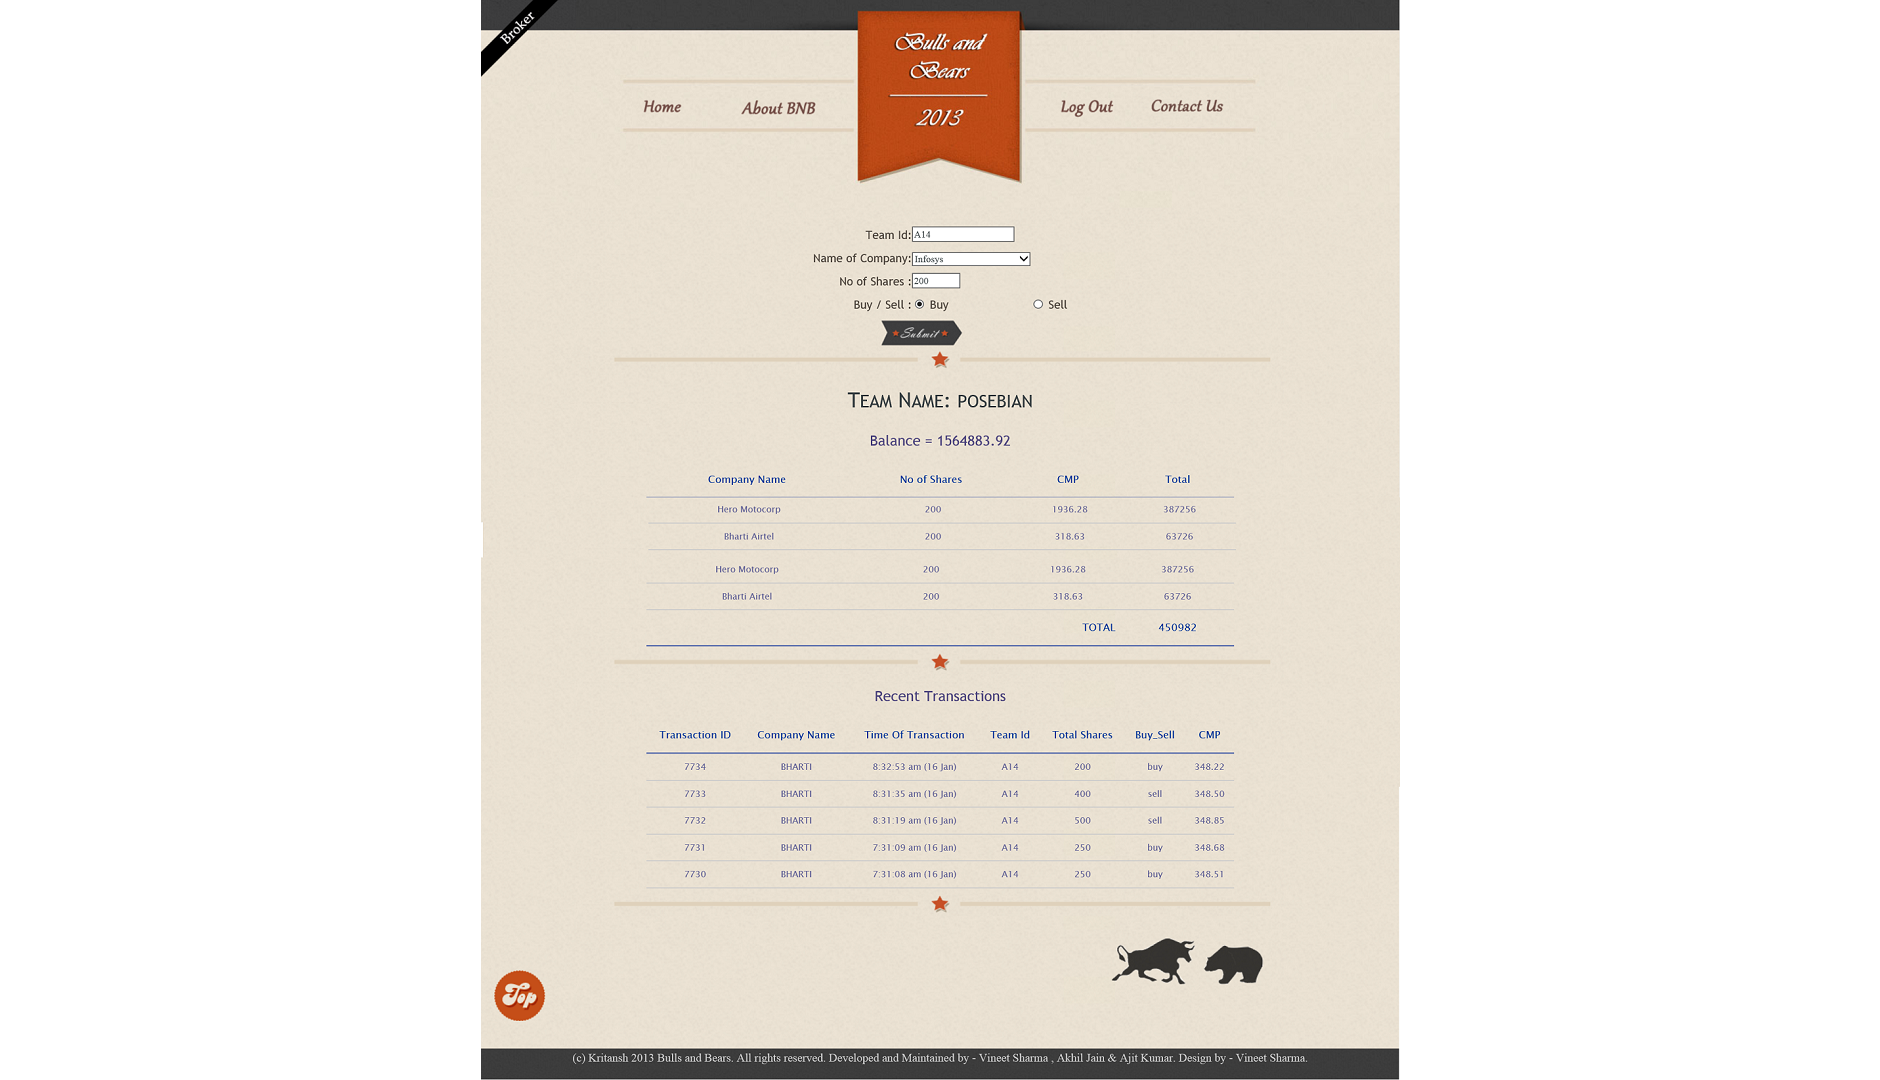 Broker
Bulls and
Bears
2013
Home
About BNB
Log Out
Contact Us
Team Id: A14
Name of Company: Infosys
No of Shares : 200
Buy / Sell : Buy Sell
Submit
TEAM NAME: POSEBIAN
Balance = 1564883.92
Company Name No of Shares CMP Total
Hero Motocorp 200 1936.28 387256
Bharti Airtel 200 318.63 63726
Hero Motocorp 200 1936.28 387256
Bharti Airtel 200 318.63 63726
TOTAL 450982
Recent Transactions
Transaction ID Company Name Time Of Transaction Team Id Total Shares Buy_Sell CMP
7734 BHARTI 8:32:53 am (16 Jan) A14 200 buy 348.22
7733 BHARTI 8:31:35 am (16 Jan) A14 400 sell 348.50
7732 BHARTI 8:31:19 am (16 Jan) A14 500 sell 348.85
7731 BHARTI 7:31:09 am (16 Jan) A14 250 buy 348.68
7730 BHARTI 7:31:08 am (16 Jan) A14 250 buy 348.51
Top
(c) Kritansh 2013 Bulls and Bears. All rights reserved. Developed and Maintained by - Vineet Sharma , Akhil Jain & Ajit Kumar. Design by - Vineet Sharma.